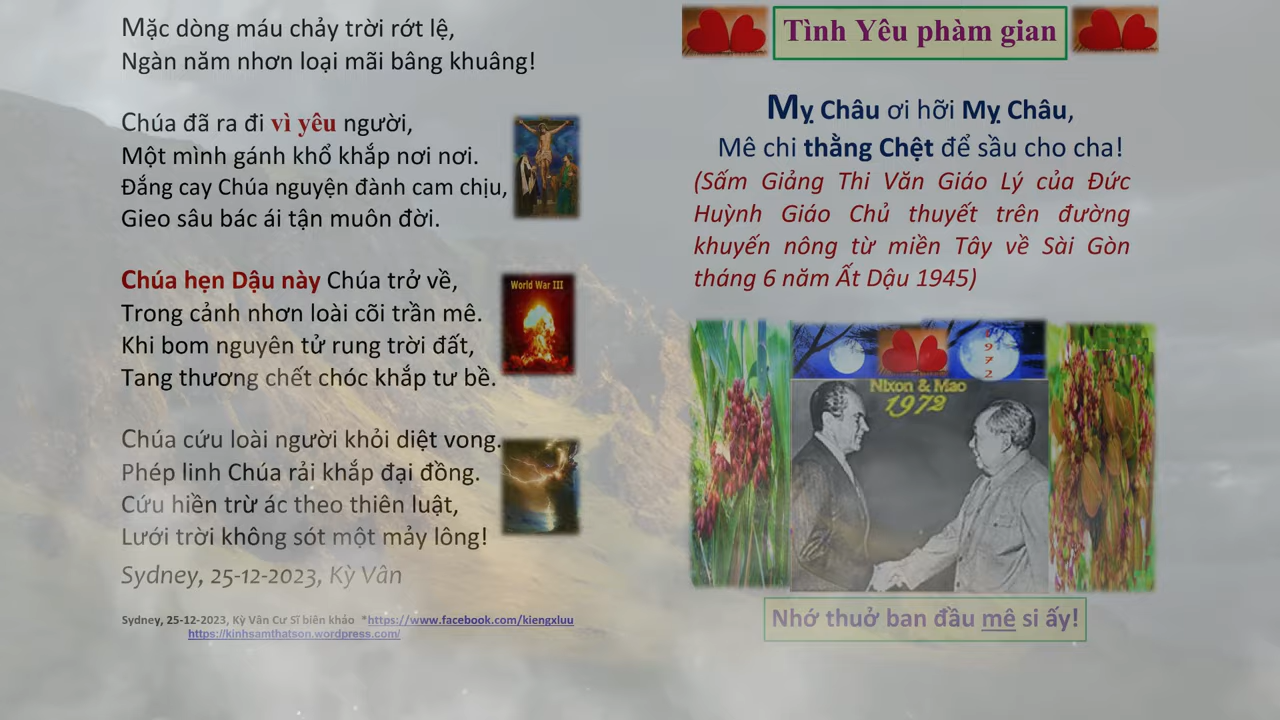 Mặc dòng máu chảy trời rớt lệ,
Ngàn năm nhơn loại mãi bâng khuâng!
Chúa đã ra đi vì yêu người,
Một mình gánh khổ khắp nơi nơi.
Đắng cay Chúa nguyện đành cam chịu,
Gieo sâu bác ái tận muôn đời.
Chúa hẹn Dậu này Chúa trở về,
World War III
Trong cảnh nhơn loài cõi trần mê.
Khi bom nguyên tử rung trời đất,
Tang thương chết chóc khắp tư bề.
Chúa cứu loài người khỏi diệt vong.
Phép linh Chúa rải khắp đại đồng.
Cứu hiền trừ ác theo thiên luật,
Lưới trời không sót một mảy lông!
Sydney, 25-12-2023, Kỳ Vân
Sydney, 25-12-2023, Kỳ Vân Cư Sĩ biên khảo *https://www.facebook.com/kiengxluu
https://kinhsamthatson.wordpress.com/
Tình Yêu phàm gian
Mỵ Châu ơi hỡi Mỵ Châu,
Mê chi thằng Chệt để sầu cho cha!
(Sấm Giảng Thi Văn Giáo Lý của Đức
Huỳnh Giáo Chủ thuyết trên đường
khuyến nông từ miền Tây về Sài Gòn
tháng 6 năm Ất Dậu 1945)
1972
Nixon & Mao
1972
Nhớ thuở ban đầu mê si ấy!